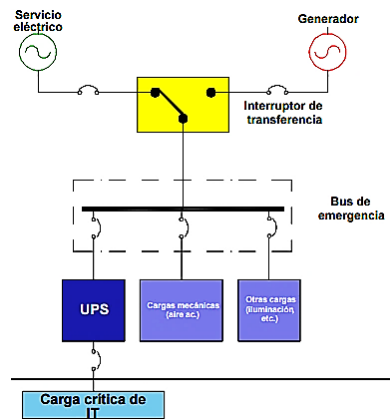 Servicio
eléctrico
Generador
Interruptor de
transferencia
Bus de
emergencia
UPS
Cargas mecánicas
(aire ac.)
Otras cargas
(iluminación,
etc.)
Carga crítica de
IT